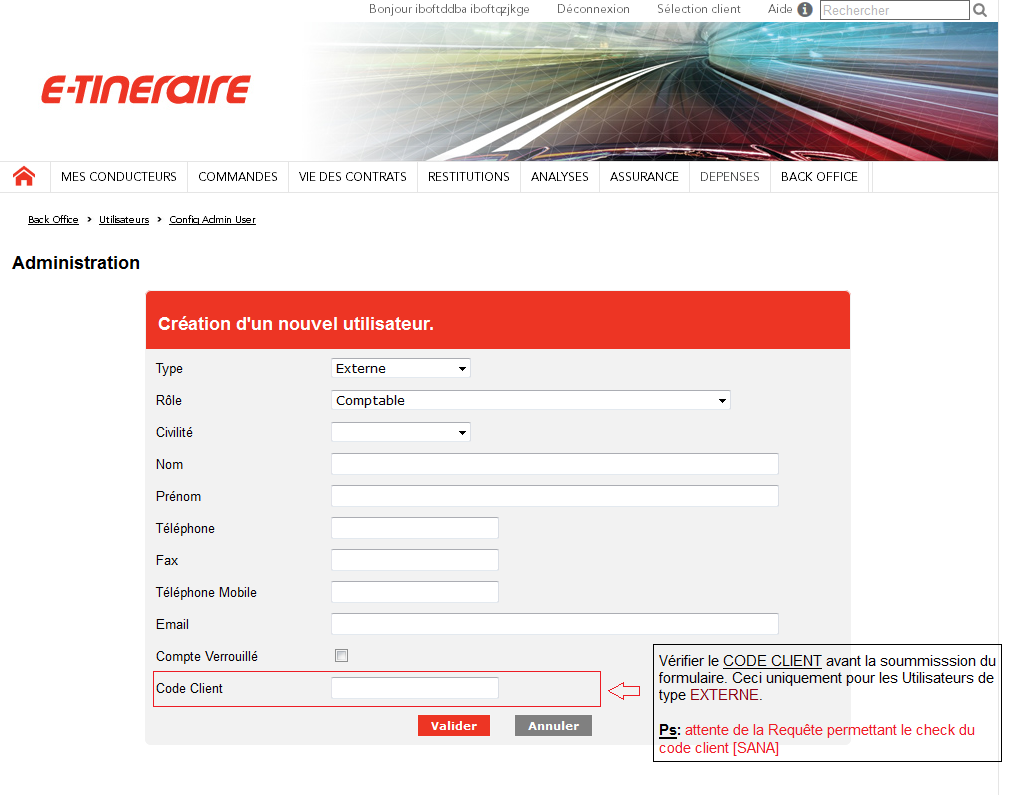 Bonjour iboftddba iboftqzjkge Déconnexion Sélection client Aide i Rechercher
E-TINERAIRE
MES CONDUCTEURS COMMANDES VIE DES CONTRATS RESTITUTIONS ANALYSES ASSURANCE DEPENSES BACK OFFICE
Back Office > Utilisateurs > Config Admin User
Administration
Création d'un nouvel utilisateur.
Type Externe
Rôle Comptable
Civilité
Nom
Prénom
Téléphone
Fax
Téléphone Mobile
Email
Compte Verrouillé
Code Client
Valider Annuler
Vérifier le CODE CLIENT avant la soummisssion du
formulaire. Ceci uniquement pour les Utilisateurs de
type EXTERNE.
Ps: attente de la Requête permettant le check du
code client [SANA]